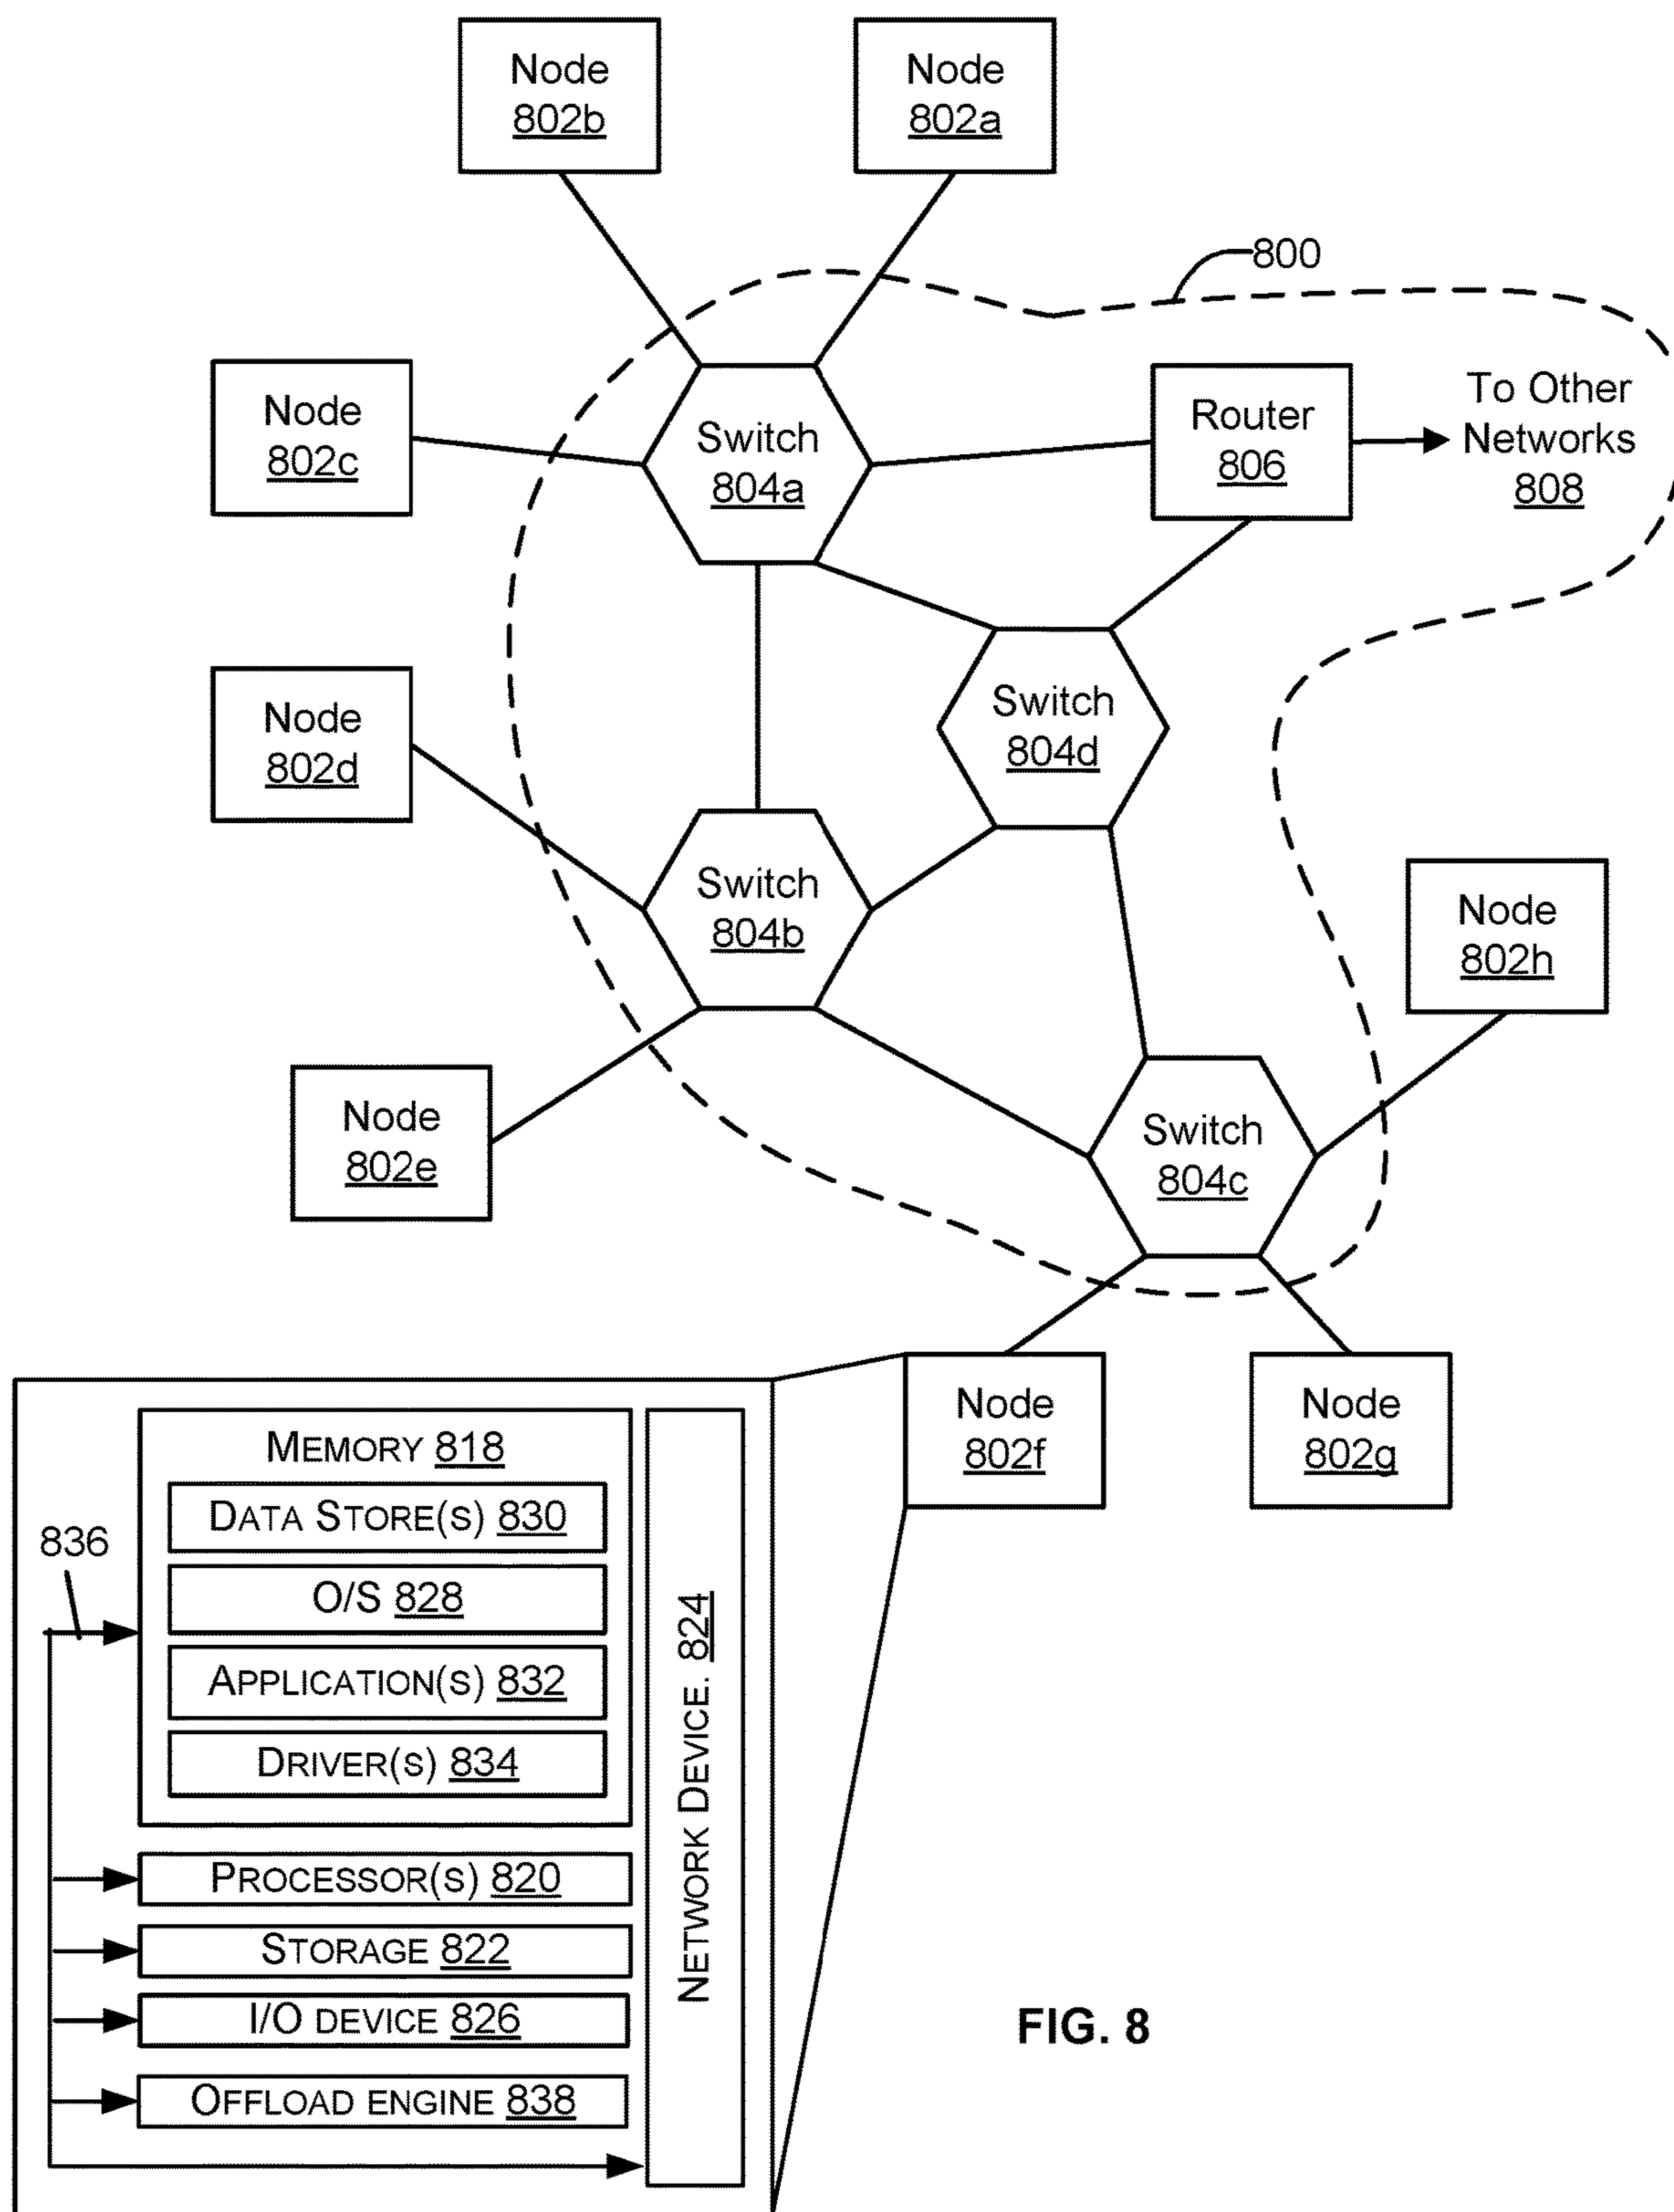 Node
802b
Node
802a
800
Node
802c
Switch
804a
Router
806
To Other
Networks
808
Node
802d
Switch
804d
Switch
804b
Node
802h
Node
802e
Switch
804c
Node
802f
Node
802g
MEMORY 818
DATA STORE(S) 830
836
O/S 828
APPLICATION(S) 832
DRIVER(S) 834
PROCESSOR(S) 820
STORAGE 822
I/O DEVICE 826
OFFLOAD ENGINE 838
NETWORK DEVICE. 824
FIG. 8